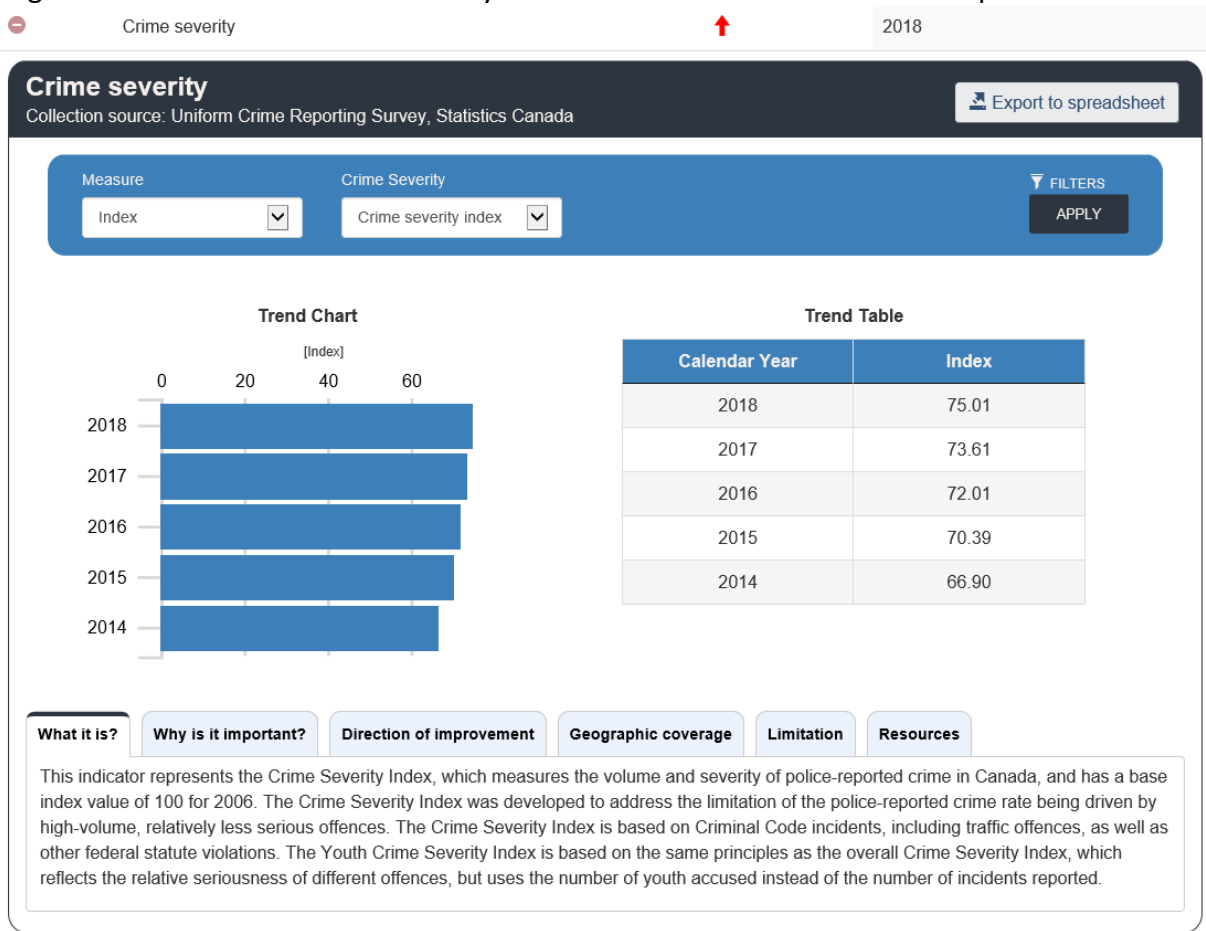 Crime severity 2018
Crime severity
Collection source: Uniform Crime Reporting Survey, Statistics Canada
Export to spreadsheet
Measure Crime Severity
FILTERS
Index Crime severity index APPLY
Trend Chart
[Index]
0 20 40 60
2018
2017
2016
2015
2014
Trend Table
Calendar Year Index
2018 75.01
2017 73.61
2016 72.01
2015 70.39
2014 66.90
What it is? Why is it important? Direction of improvement Geographic coverage Limitation Resources
This indicator represents the Crime Severity Index, which measures the volume and severity of police-reported crime in Canada, and has a base
index value of 100 for 2006. The Crime Severity Index was developed to address the limitation of the police-reported crime rate being driven by
high-volume, relatively less serious offences. The Crime Severity Index is based on Criminal Code incidents, including traffic offences, as well as
other federal statute violations. The Youth Crime Severity Index is based on the same principles as the overall Crime Severity Index, which
reflects the relative seriousness of different offences, but uses the number of youth accused instead of the number of incidents reported.